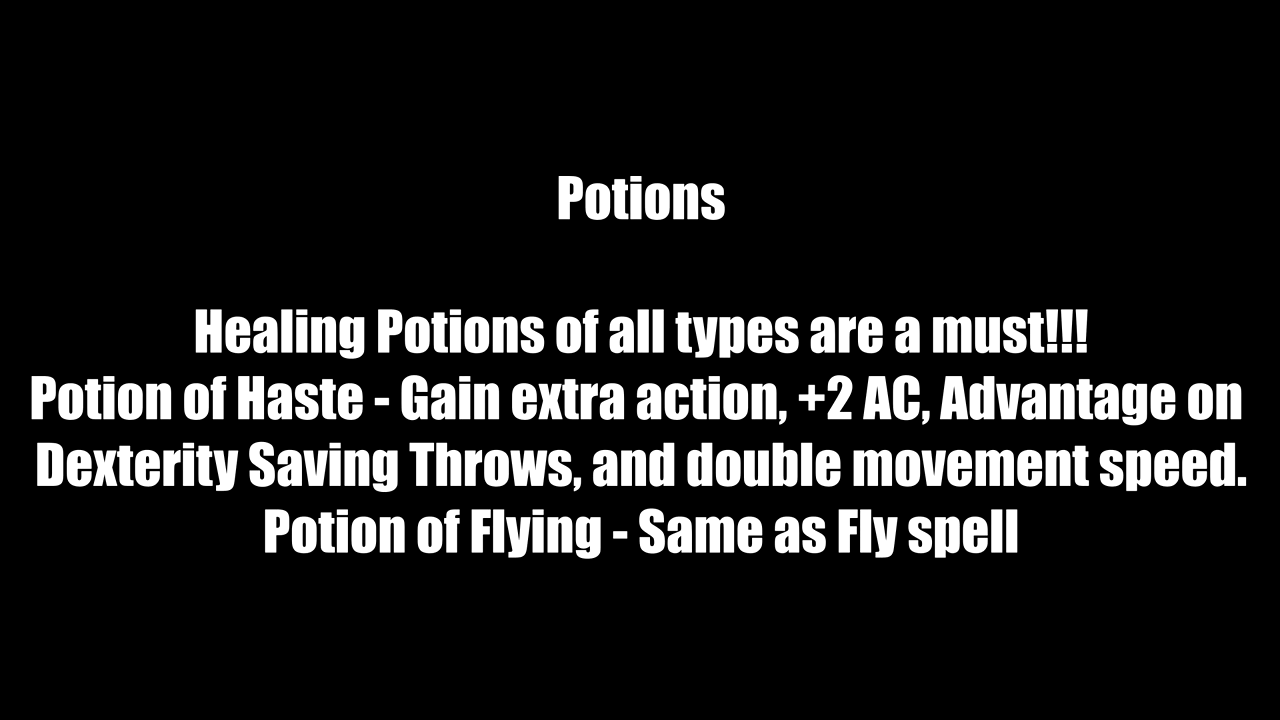 Potions
Healing Potions of all types are a must!!!
Potion of Haste - Gain extra action, +2 AC, Advantage on
Dexterity Saving Throws, and double movement speed.
Potion of Flying - Same as Fly spell